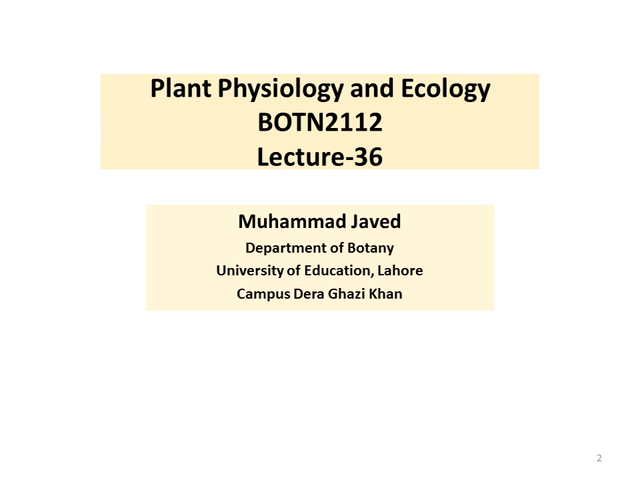 Plant Physiology and Ecology
BOTN2112
Lecture-36
Muhammad Javed
Department of Botany
University of Education, Lahore
Campus Dera Ghazi Khan
2